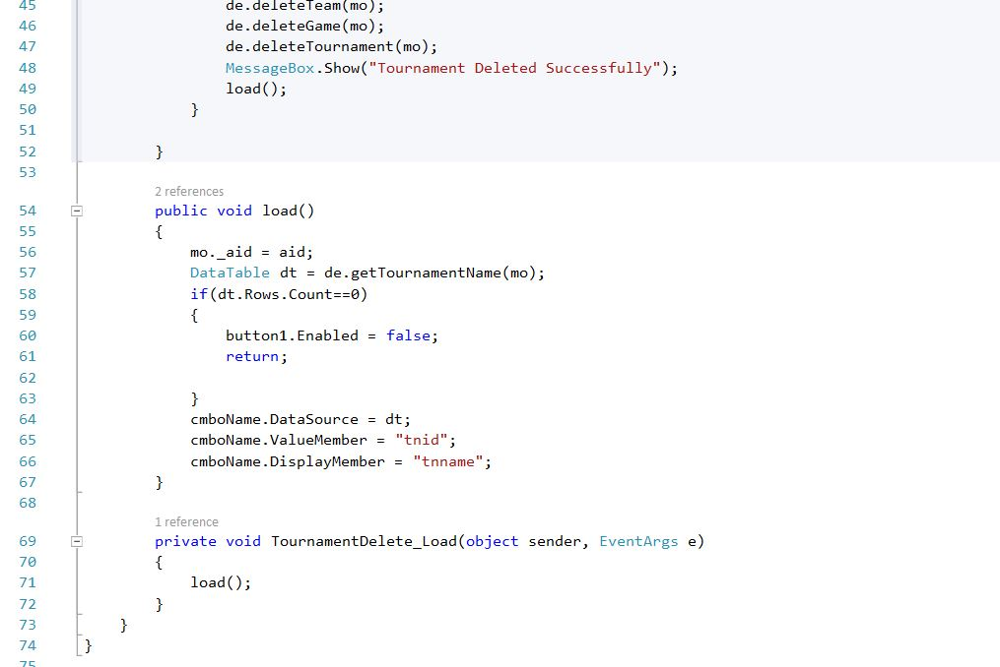 45 de.deleteTeam(mo);
46 de.deleteGame(mo);
47 de.deleteTournament(mo);
48 MessageBox.Show("Tournament Deleted Successfully");
49 load();
50 }
51
52 }
53
2 references
54 public void load()
55 {
56 mo._aid = aid;
57 DataTable dt = de.getTournamentName(mo);
58 if(dt.Rows.Count==0)
59 {
60 button1.Enabled = false;
61 return;
62
63 }
64 cmboName.DataSource = dt;
65 cmboName.ValueMember = "tnid";
66 cmboName.DisplayMember = "tnname";
67 }
68
1 reference
69 private void TournamentDelete_Load(object sender, EventArgs e)
70 {
71 load();
72 }
73 }
74 }
75